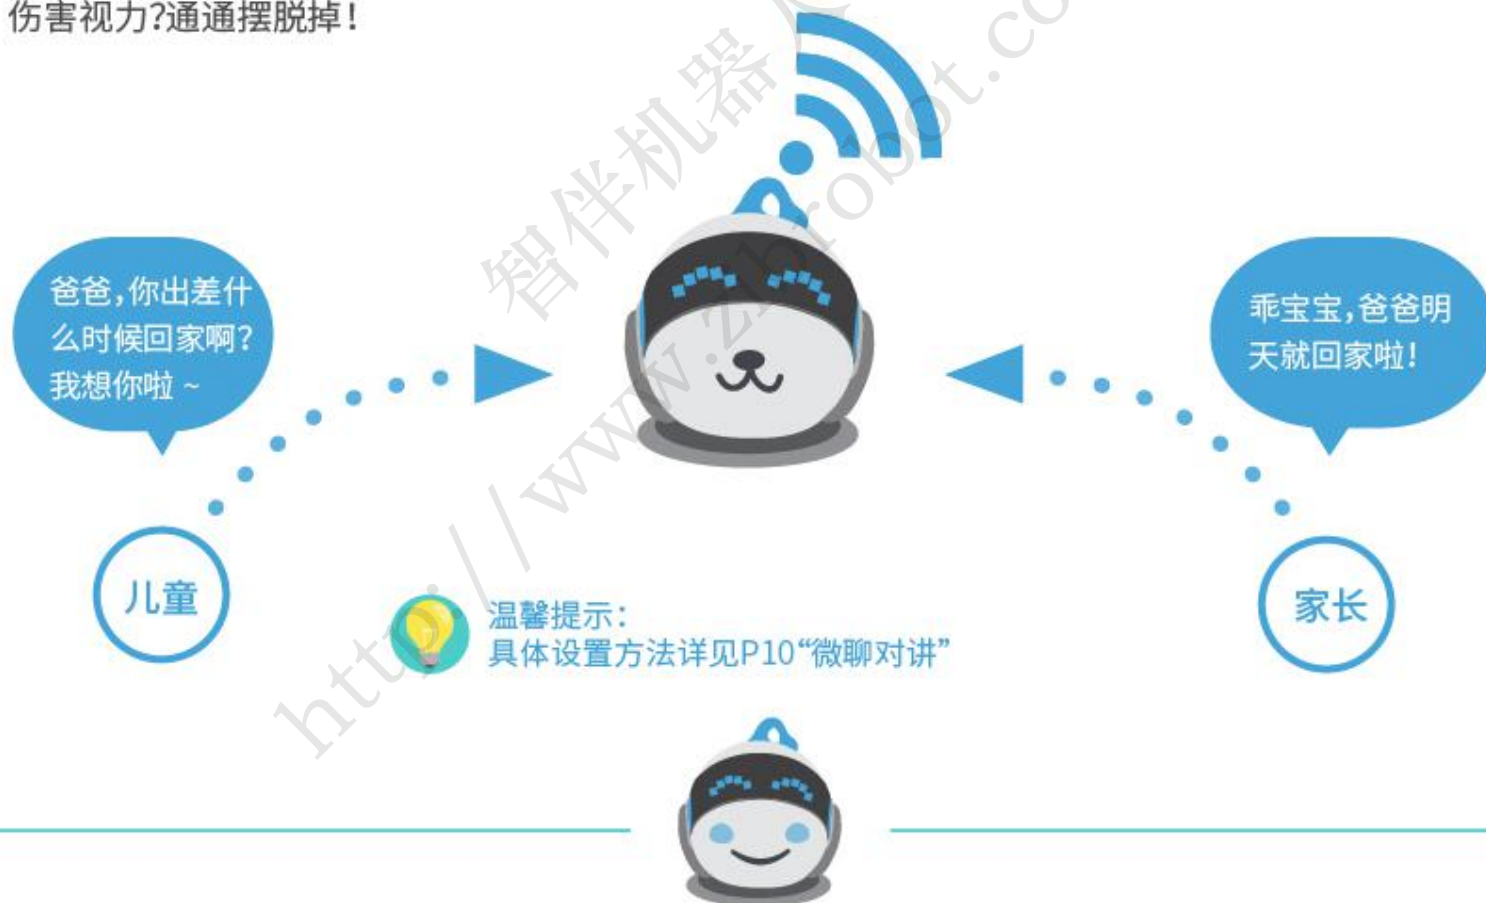 伤害视力?通通摆脱掉!
爸爸,你出差什
么时候回家啊?
我想你啦 ~
乖宝宝,爸爸明
天就回家啦!
儿童
家长
温馨提示:
具体设置方法详见P10“微聊对讲”
智伴机器人
http://www.zbrobot.co